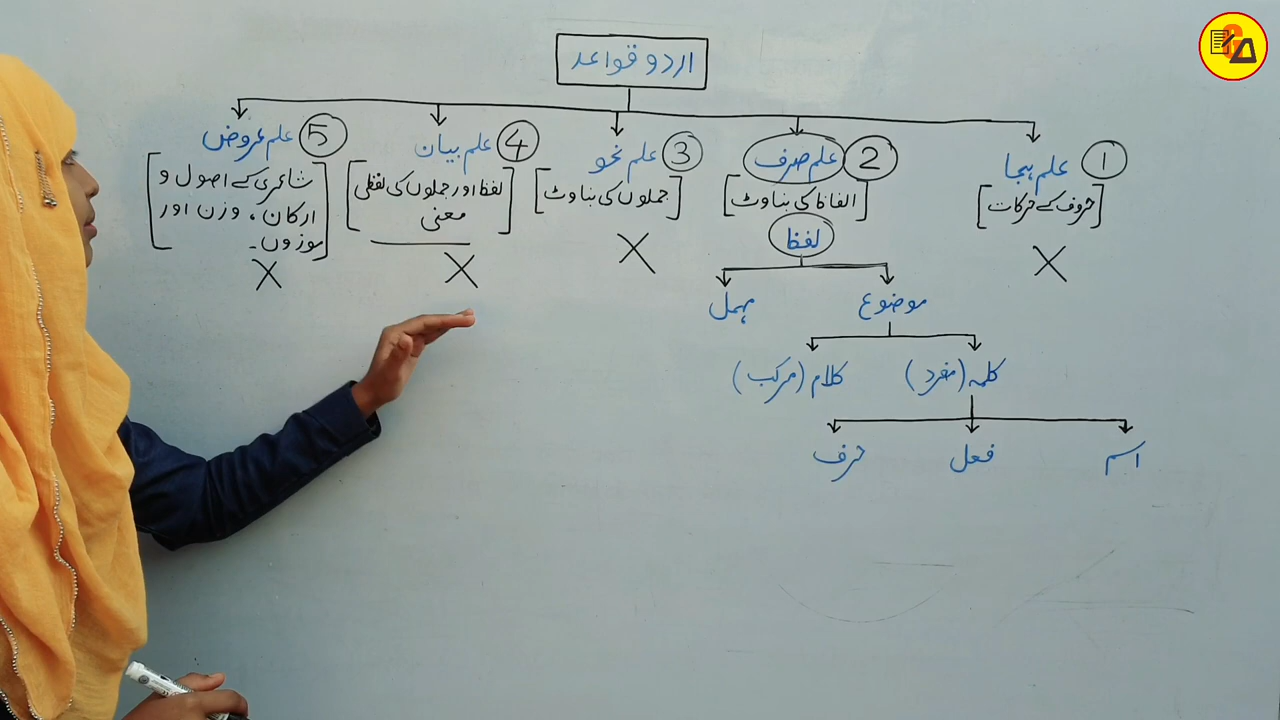 اردو قواعد
① علم ہجا
[حروف کے حرکات]
X
② علم صرف
[الفاظ کی بناوٹ]
لفظ
③ علم نحو
[جملوں کی بناوٹ]
X
④ علم بیان
[لفظ اور جملوں کی لفظی
معنی]
X
⑤ علم عروض
[شاعری کے اصول و
ارکان، وزن اور
موزوں۔]
X
موضوع
مہمل
کلمہ (مفرد)
کلام (مرکب)
اسم
فعل
حرف